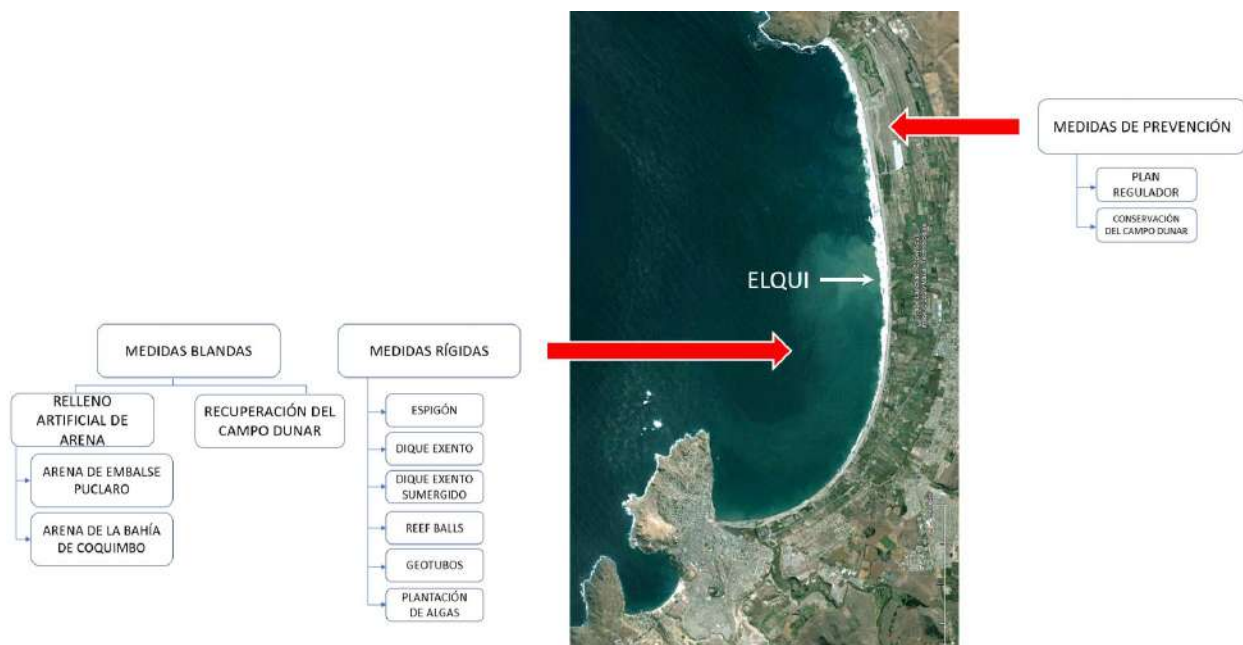 MEDIDAS DE PREVENCIÓN
PLAN
REGULADOR
CONSERVACIÓN
DEL CAMPO DUNAR
ELQUI
MEDIDAS BLANDAS
RELLENO
ARTIFICIAL DE
ARENA
ARENA DE EMBALSE
PUCLARO
ARENA DE LA BAHÍA
DE COQUIMBO
RECUPERACIÓN DEL
CAMPO DUNAR
MEDIDAS RÍGIDAS
ESPIGÓN
DIQUE EXENTO
DIQUE EXENTO
SUMERGIDO
REEF BALLS
GEOTUBOS
PLANTACIÓN
DE ALGAS